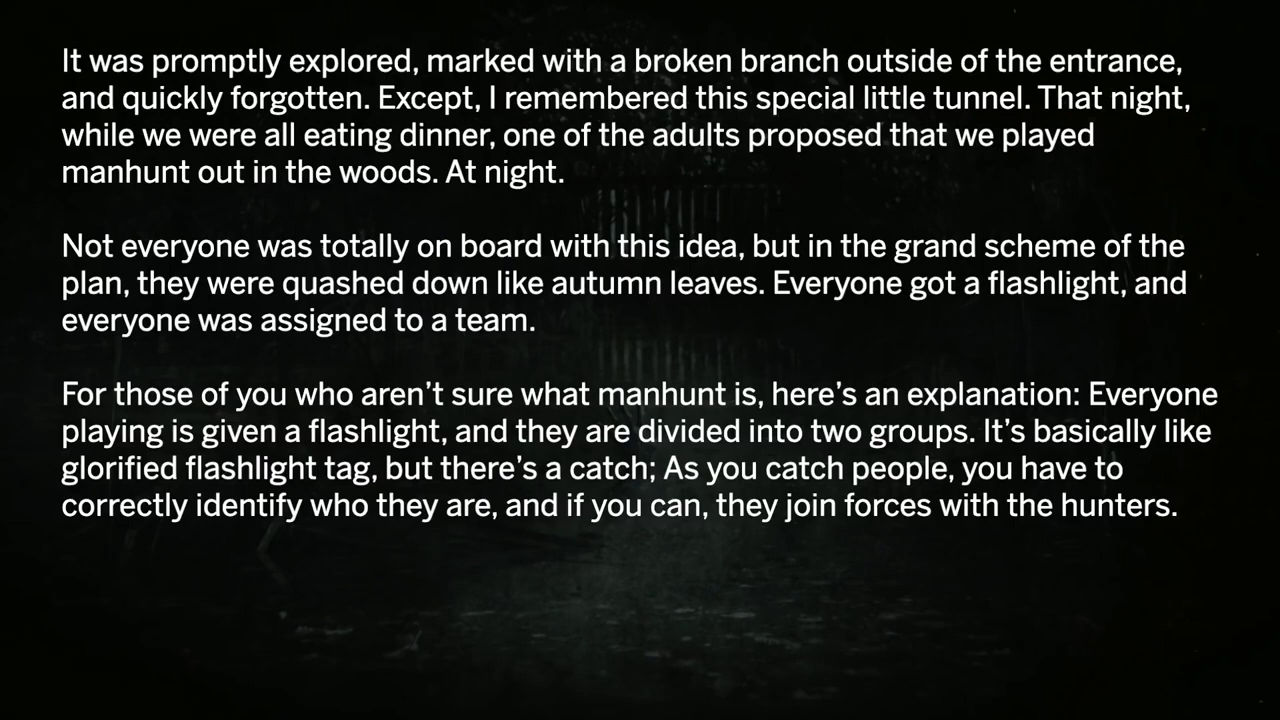 It was promptly explored, marked with a broken branch outside of the entrance,
and quickly forgotten. Except, I remembered this special little tunnel. That night,
while we were all eating dinner, one of the adults proposed that we played
manhunt out in the woods. At night.
Not everyone was totally on board with this idea, but in the grand scheme of the
plan, they were quashed down like autumn leaves. Everyone got a flashlight, and
everyone was assigned to a team.
For those of you who aren’t sure what manhunt is, here’s an explanation: Everyone
playing is given a flashlight, and they are divided into two groups. It’s basically like
glorified flashlight tag, but there’s a catch; As you catch people, you have to
correctly identify who they are, and if you can, they join forces with the hunters.